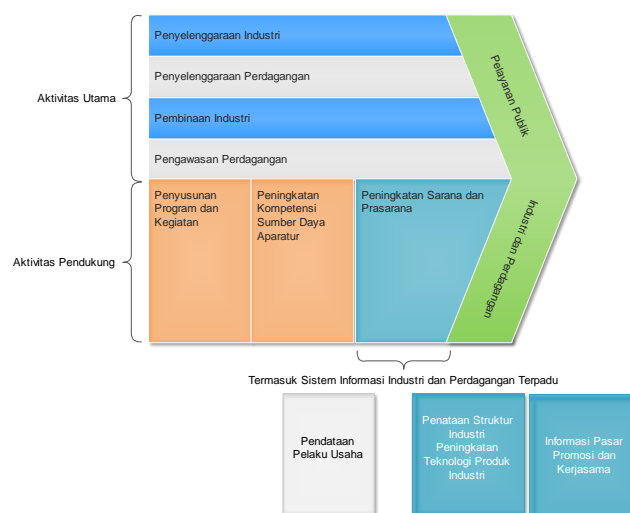 Penyelenggaraan Industri
Penyelenggaraan Perdagangan
Aktivitas Utama
Pembinaan Industri
Pengawasan Perdagangan
Pelayanan Publik
Penyusunan
Program dan
Kegiatan
Peningkatan
Kompetensi
Sumber Daya
Aparatur
Peningkatan Sarana dan
Prasarana
Aktivitas Pendukung
Industri dan Perdagangan
Termasuk Sistem Informasi Industri dan Perdagangan Terpadu
Pendataan
Pelaku Usaha
Penataan Struktur
Industri
Peningkatan
Teknologi Produk
Industri
Informasi Pasar
Promosi dan
Kerjasama